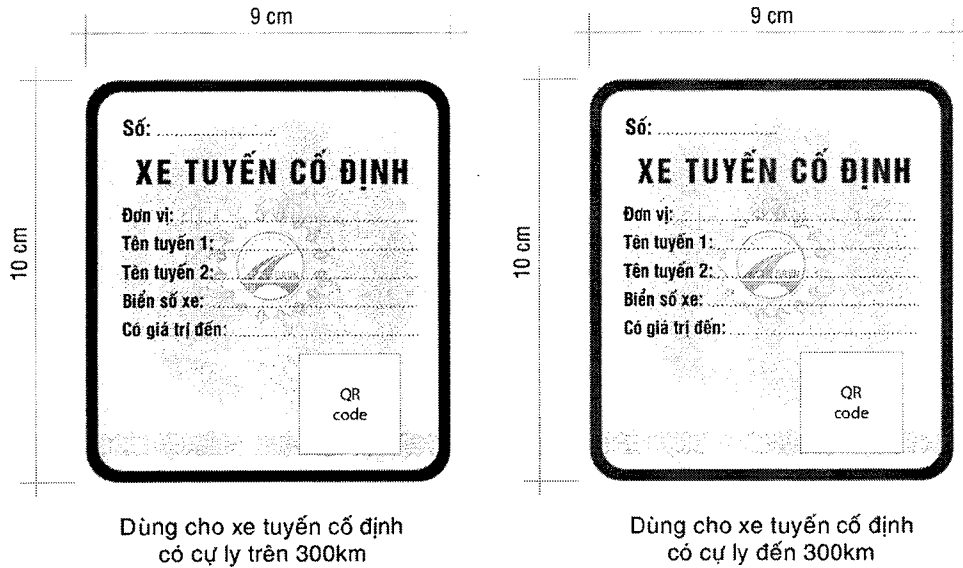 9 cm
10 cm
Số: ....................
XE TUYẾN CỐ ĐỊNH
Đơn vị: ....................
Tên tuyến 1: ....................
Tên tuyến 2: ....................
Biển số xe: ....................
Có giá trị đến: ....................
QR
code
Dùng cho xe tuyến cố định
có cự ly trên 300km
9 cm
10 cm
Số: ....................
XE TUYẾN CỐ ĐỊNH
Đơn vị: ....................
Tên tuyến 1: ....................
Tên tuyến 2: ....................
Biển số xe: ....................
Có giá trị đến: ....................
QR
code
Dùng cho xe tuyến cố định
có cự ly đến 300km